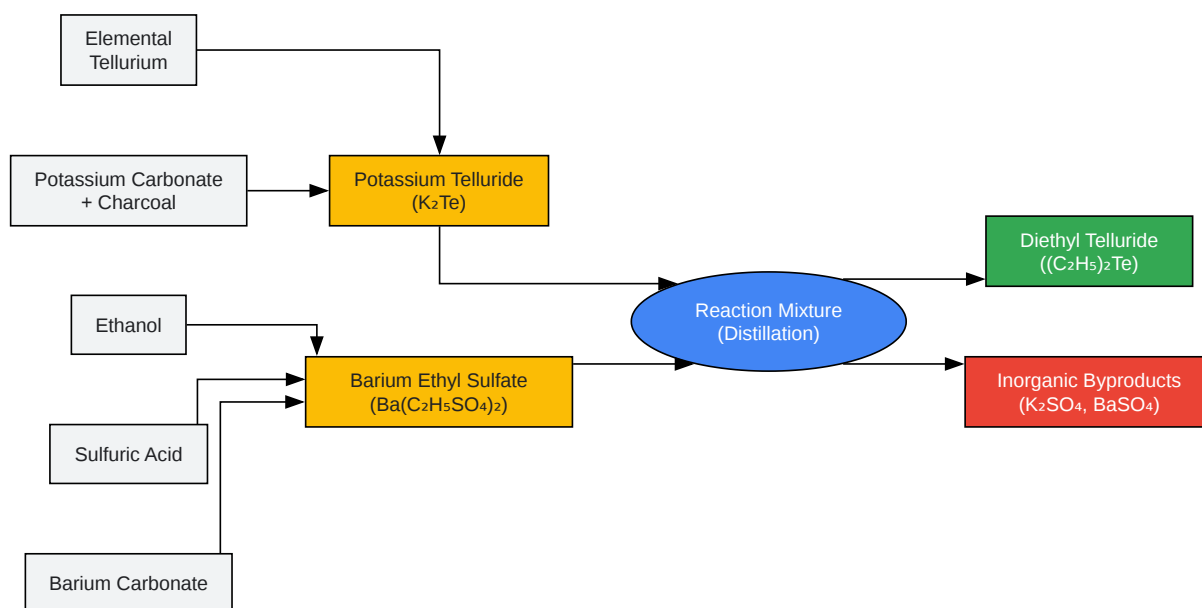 Elemental
Tellurium
Potassium Carbonate
+ Charcoal
Potassium Telluride
(K₂Te)
Diethyl Telluride
((C₂H₅)₂Te)
Ethanol
Reaction Mixture
(Distillation)
Barium Ethyl Sulfate
(Ba(C₂H₅SO₄)₂)
Inorganic Byproducts
(K₂SO₄, BaSO₄)
Sulfuric Acid
Barium Carbonate